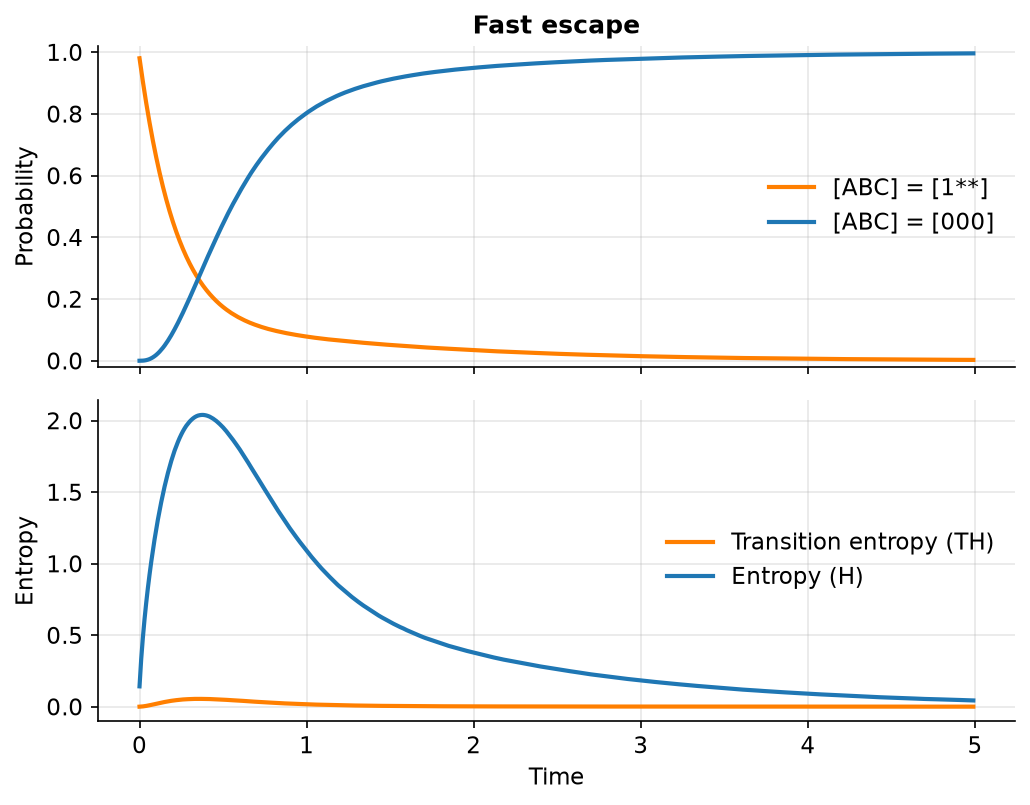 Fast escape
1.0
0.8
0.6
0.4
0.2
0.0
Probability
[ABC] = [1**]
[ABC] = [000]
2.0
1.5
1.0
0.5
0.0
Entropy
Transition entropy (TH)
Entropy (H)
0 1 2 3 4 5
Time